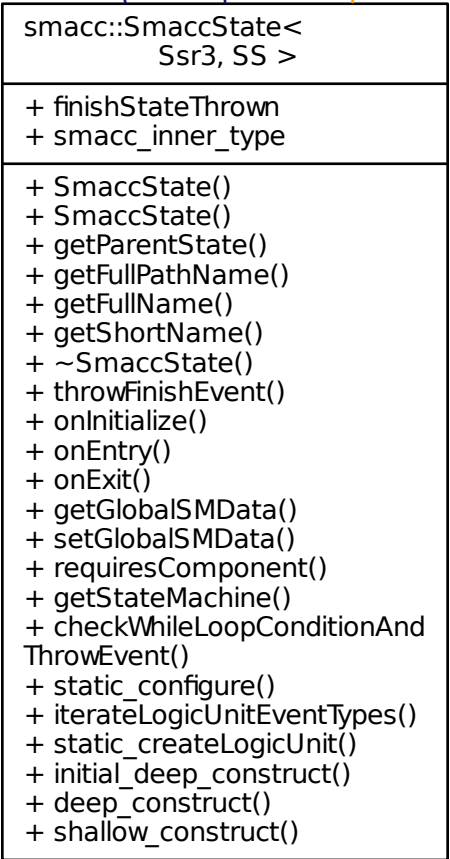 smacc::SmaccState<
Ssr3, SS >
+ finishStateThrown
+ smacc_inner_type
+ SmaccState()
+ SmaccState()
+ getParentState()
+ getFullPathName()
+ getFullName()
+ getShortName()
+ ~SmaccState()
+ throwFinishEvent()
+ onInitialize()
+ onEntry()
+ onExit()
+ getGlobalSMData()
+ setGlobalSMData()
+ requiresComponent()
+ getStateMachine()
+ checkWhileLoopConditionAnd
ThrowEvent()
+ static_configure()
+ iterateLogicUnitEventTypes()
+ static_createLogicUnit()
+ initial_deep_construct()
+ deep_construct()
+ shallow_construct()